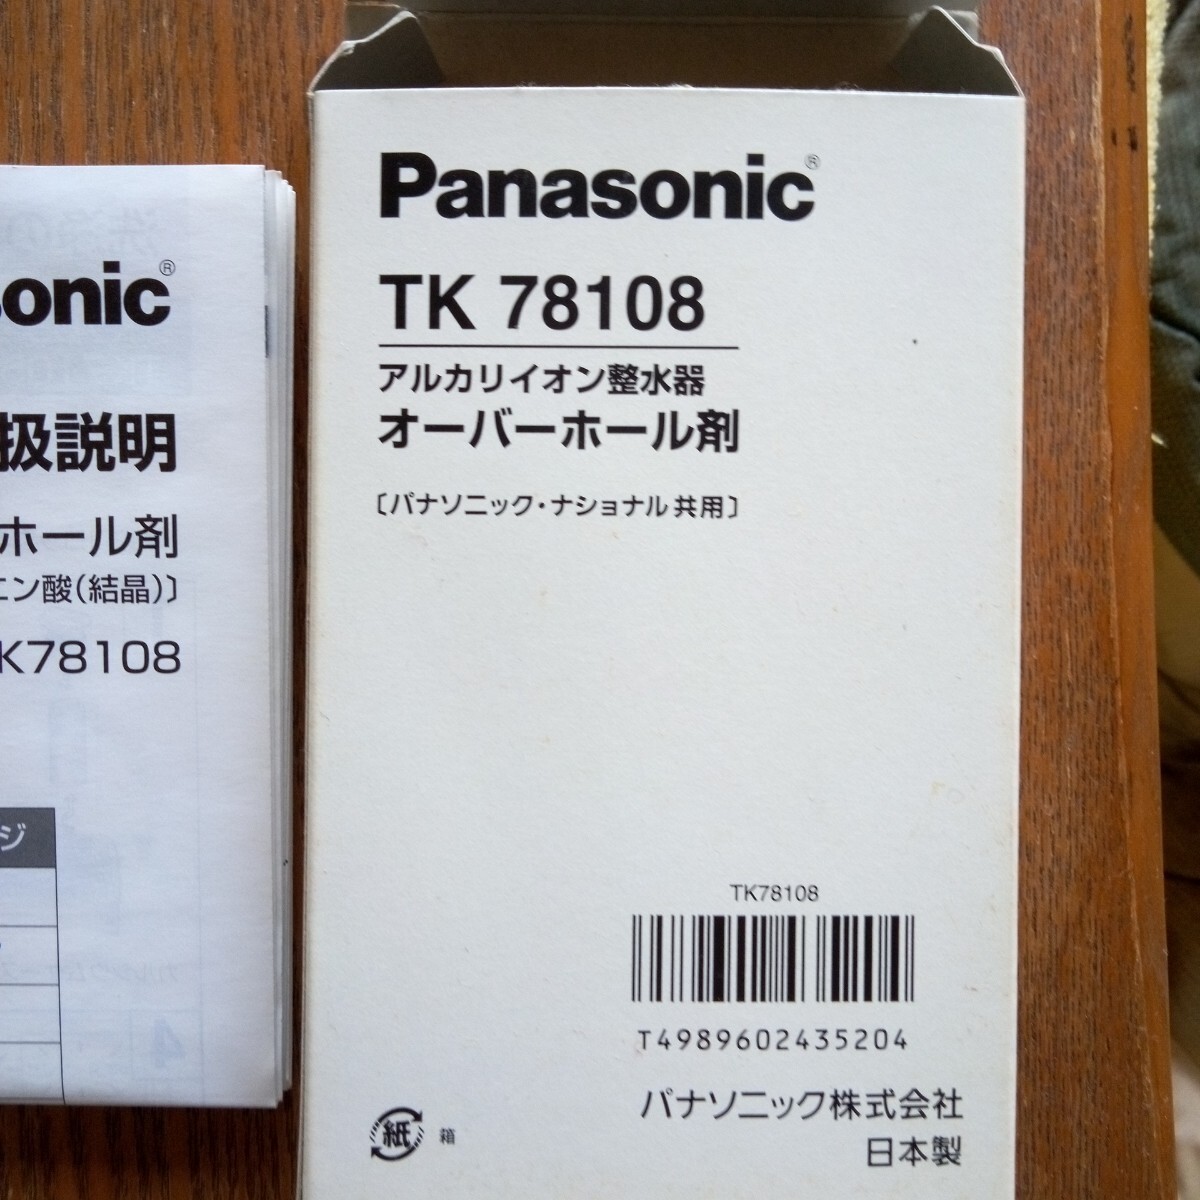 Panasonic®
TK 78108
アルカリイオン整水器
オーバーホール剤
〔パナソニック・ナショナル共用〕
TK78108
T4989602435204
パナソニック株式会社
日本製
紙 箱
sonic®
扱説明
ホール剤
エン酸(結晶)〕
K78108
ジ
4